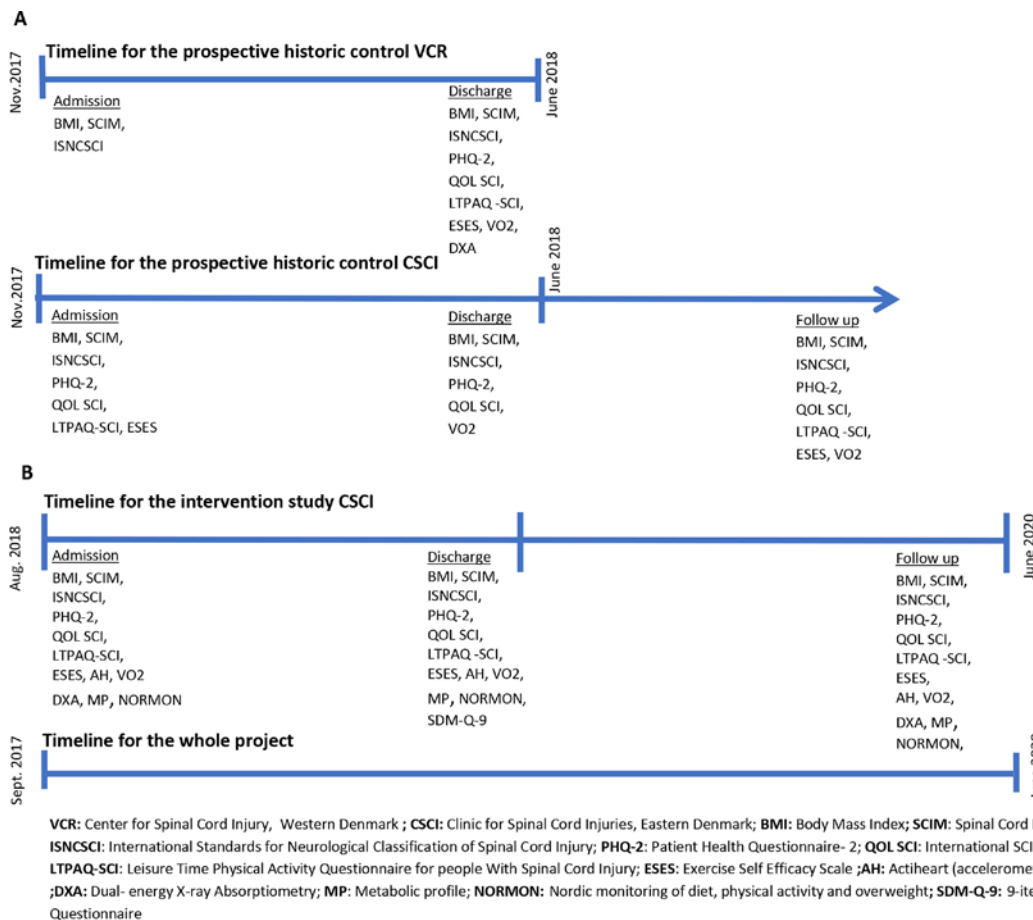 A
Timeline for the prospective historic control VCR
Nov.2017
June 2018
Admission
BMI, SCIM,
ISNCSCI
Discharge
BMI, SCIM,
ISNCSCI,
PHQ-2,
QOL SCI,
LTPAQ -SCI,
ESES, VO2,
DXA
Timeline for the prospective historic control CSCI
Nov.2017
June 2018
Admission
BMI, SCIM,
ISNCSCI,
PHQ-2,
QOL SCI,
LTPAQ-SCI, ESES
Discharge
BMI, SCIM,
ISNCSCI,
PHQ-2,
QOL SCI,
VO2
Follow up
BMI, SCIM,
ISNCSCI,
PHQ-2,
QOL SCI,
LTPAQ -SCI,
ESES, VO2
B
Timeline for the intervention study CSCI
Aug. 2018
June 2020
Admission
BMI, SCIM,
ISNCSCI,
PHQ-2,
QOL SCI,
LTPAQ-SCI,
ESES, AH, VO2
DXA, MP, NORMON
Discharge
BMI, SCIM,
ISNCSCI,
PHQ-2,
QOL SCI,
LTPAQ -SCI,
ESES, AH, VO2,
MP, NORMON,
SDM-Q-9
Follow up
BMI, SCIM,
ISNCSCI,
PHQ-2,
QOL SCI,
LTPAQ -SCI,
ESES,
AH, VO2,
DXA, MP,
NORMON,
Timeline for the whole project
Sept. 2017
VCR: Center for Spinal Cord Injury, Western Denmark ; CSCI: Clinic for Spinal Cord Injuries, Eastern Denmark; BMI: Body Mass Index; SCIM: Spinal Cord
ISNCSCI: International Standards for Neurological Classification of Spinal Cord Injury; PHQ-2: Patient Health Questionnaire- 2; QOL SCI: International SCI
LTPAQ-SCI: Leisure Time Physical Activity Questionnaire for people With Spinal Cord Injury; ESES: Exercise Self Efficacy Scale ;AH: Actiheart
;DXA: Dual- energy X-ray Absorptiometry; MP: Metabolic profile; NORMON: Nordic monitoring of diet, physical activity and overweight; SDM-Q-9:
Questionnaire